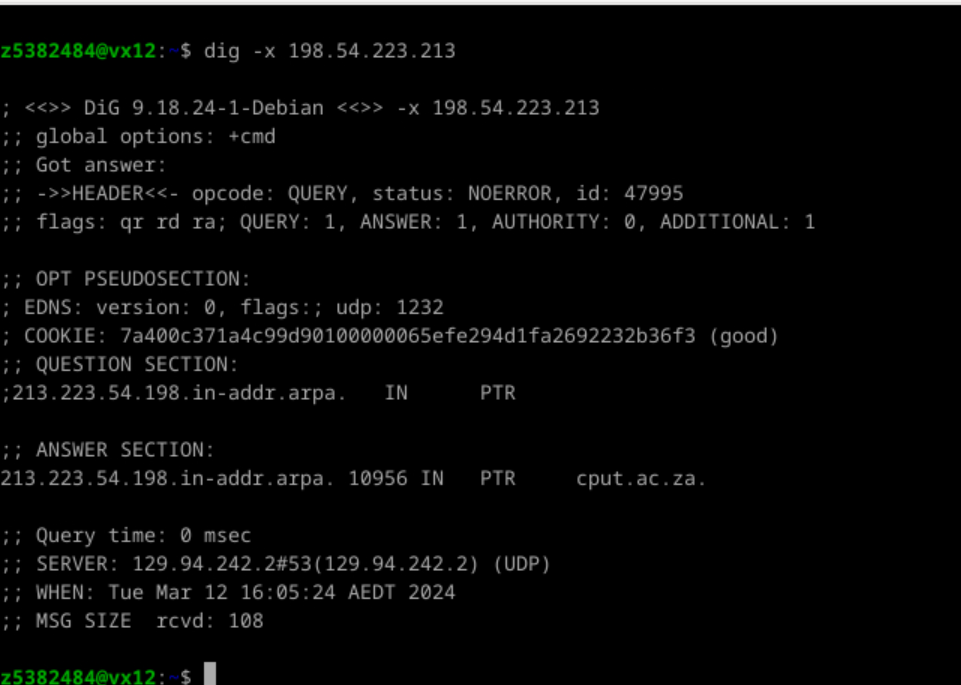 z5382484@vx12:~$ dig -x 198.54.223.213
; <<>> DiG 9.18.24-1-Debian <<>> -x 198.54.223.213
;; global options: +cmd
;; Got answer:
;; ->>HEADER<<- opcode: QUERY, status: NOERROR, id: 47995
;; flags: qr rd ra; QUERY: 1, ANSWER: 1, AUTHORITY: 0, ADDITIONAL: 1
;; OPT PSEUDOSECTION:
; EDNS: version: 0, flags:; udp: 1232
; COOKIE: 7a400c371a4c99d90100000065efe294d1fa2692232b36f3 (good)
;; QUESTION SECTION:
;213.223.54.198.in-addr.arpa. IN PTR
;; ANSWER SECTION:
213.223.54.198.in-addr.arpa. 10956 IN PTR cput.ac.za.
;; Query time: 0 msec
;; SERVER: 129.94.242.2#53(129.94.242.2) (UDP)
;; WHEN: Tue Mar 12 16:05:24 AEDT 2024
;; MSG SIZE rcvd: 108
z5382484@vx12:~$